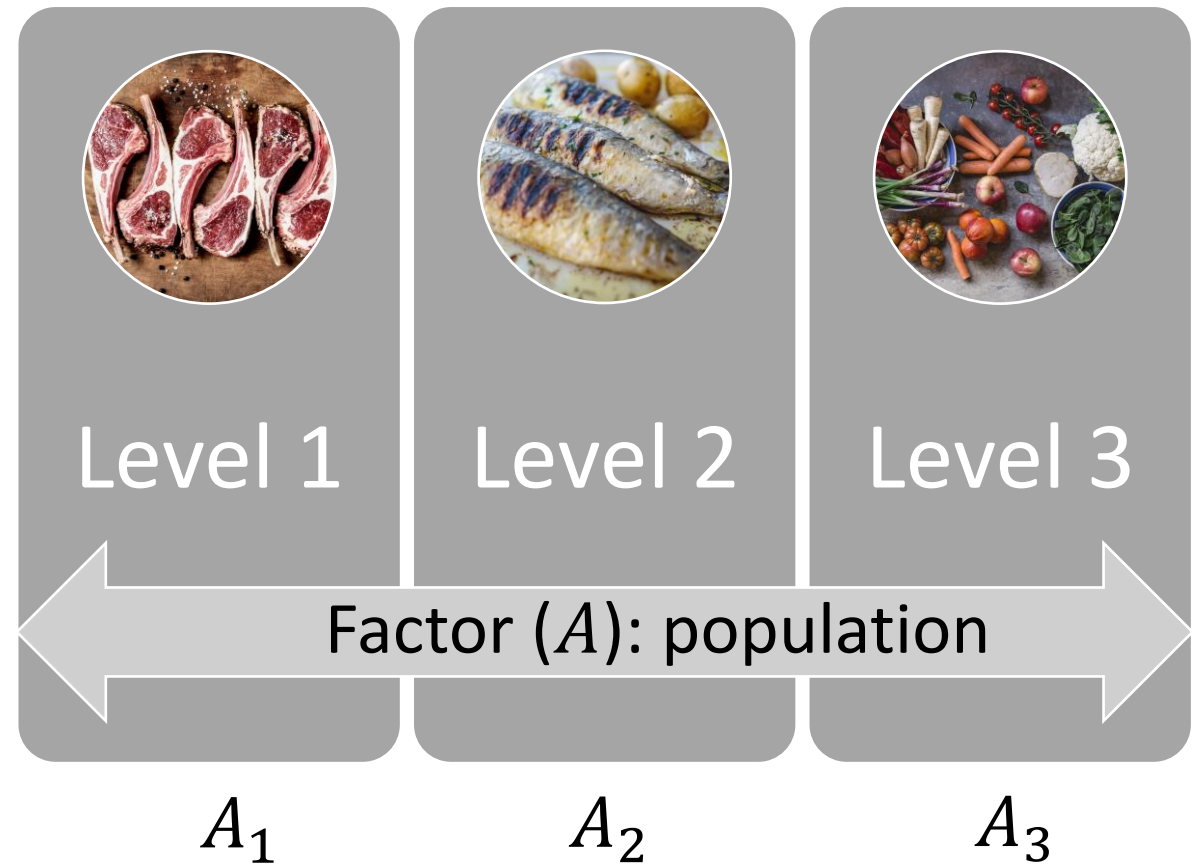 Level 1
Level 2
Level 3
Factor (A): population
A₁
A₂
A₃